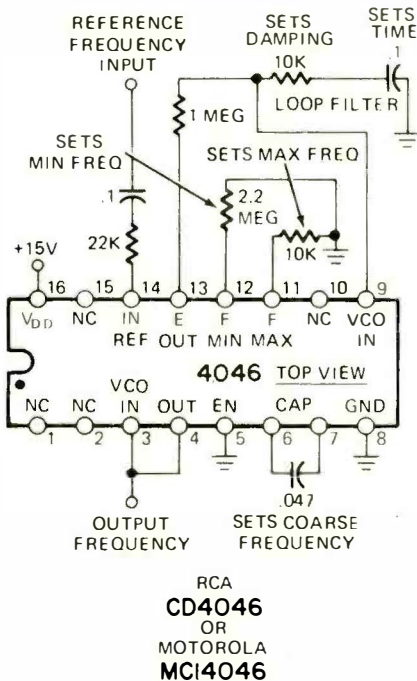 REFERENCE
FREQUENCY
INPUT
SETS
DAMPING
10K
SETS
TIME
.1
LOOP FILTER
1 MEG
SETS
MIN FREQ
SETS MAX FREQ
.1
2.2
MEG
22K
10K
+15V
16 15 14 13 12 11 10 9
VDD NC IN E F F NC VCO
IN
REF OUT MIN MAX
4046 TOP VIEW
VCO
NC NC IN OUT EN CAP GND
1 2 3 4 5 6 7 8
.047
OUTPUT
FREQUENCY
SETS COARSE
FREQUENCY
RCA
CD4046
OR
MOTOROLA
MC14046